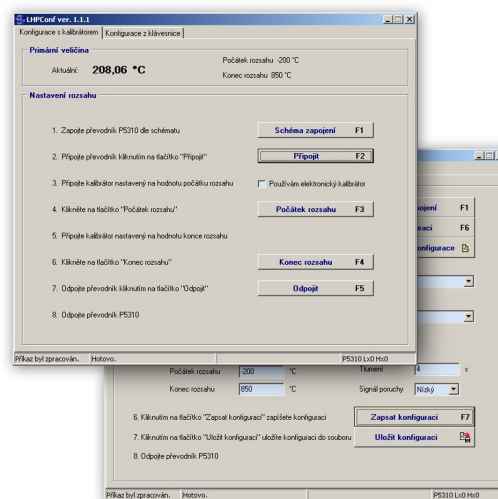 LHPConf ver. 1.1.1
Konfigurace s kalibrátorem Konfigurace z klávesnice
Primární veličina
Aktuální: 208,06 °C
Počátek rozsahu -200 °C
Konec rozsahu 850 °C
Nastavení rozsahu
1. Zapojte převodník P5310 dle schématu
Schéma zapojení F1
2. Připojte převodník kliknutím na tlačítko "Připojit"
Připojit F2
3. Připojte kalibrátor nastavený na hodnotu počátku rozsahu
Používám elektronický kalibrátor
4. Klikněte na tlačítko "Počátek rozsahu"
Počátek rozsahu F3
5. Připojte kalibrátor nastavený na hodnotu konce rozsahu
6. Klikněte na tlačítko "Konec rozsahu"
Konec rozsahu F4
7. Odpojte převodník kliknutím na tlačítko "Odpojit"
Odpojit F5
8. Odpojte převodník P5310
Příkaz byl zpracován. Hotovo. P5310 Lx0 Hx0
F1
F6
Počátek rozsahu -200 °C Tlumení 4 s
Konec rozsahu 850 °C Signál poruchy Nízký
6. Kliknutím na tlačítko "Zapsat konfiguraci" zapíšete konfiguraci
Zapsat konfiguraci F7
7. Kliknutím na tlačítko "Uložit konfiguraci" uložíte konfiguraci do souboru
Uložit konfiguraci
8. Odpojte převodník P5310
Příkaz byl zpracován. Hotovo. P5310 Lx0 Hx0